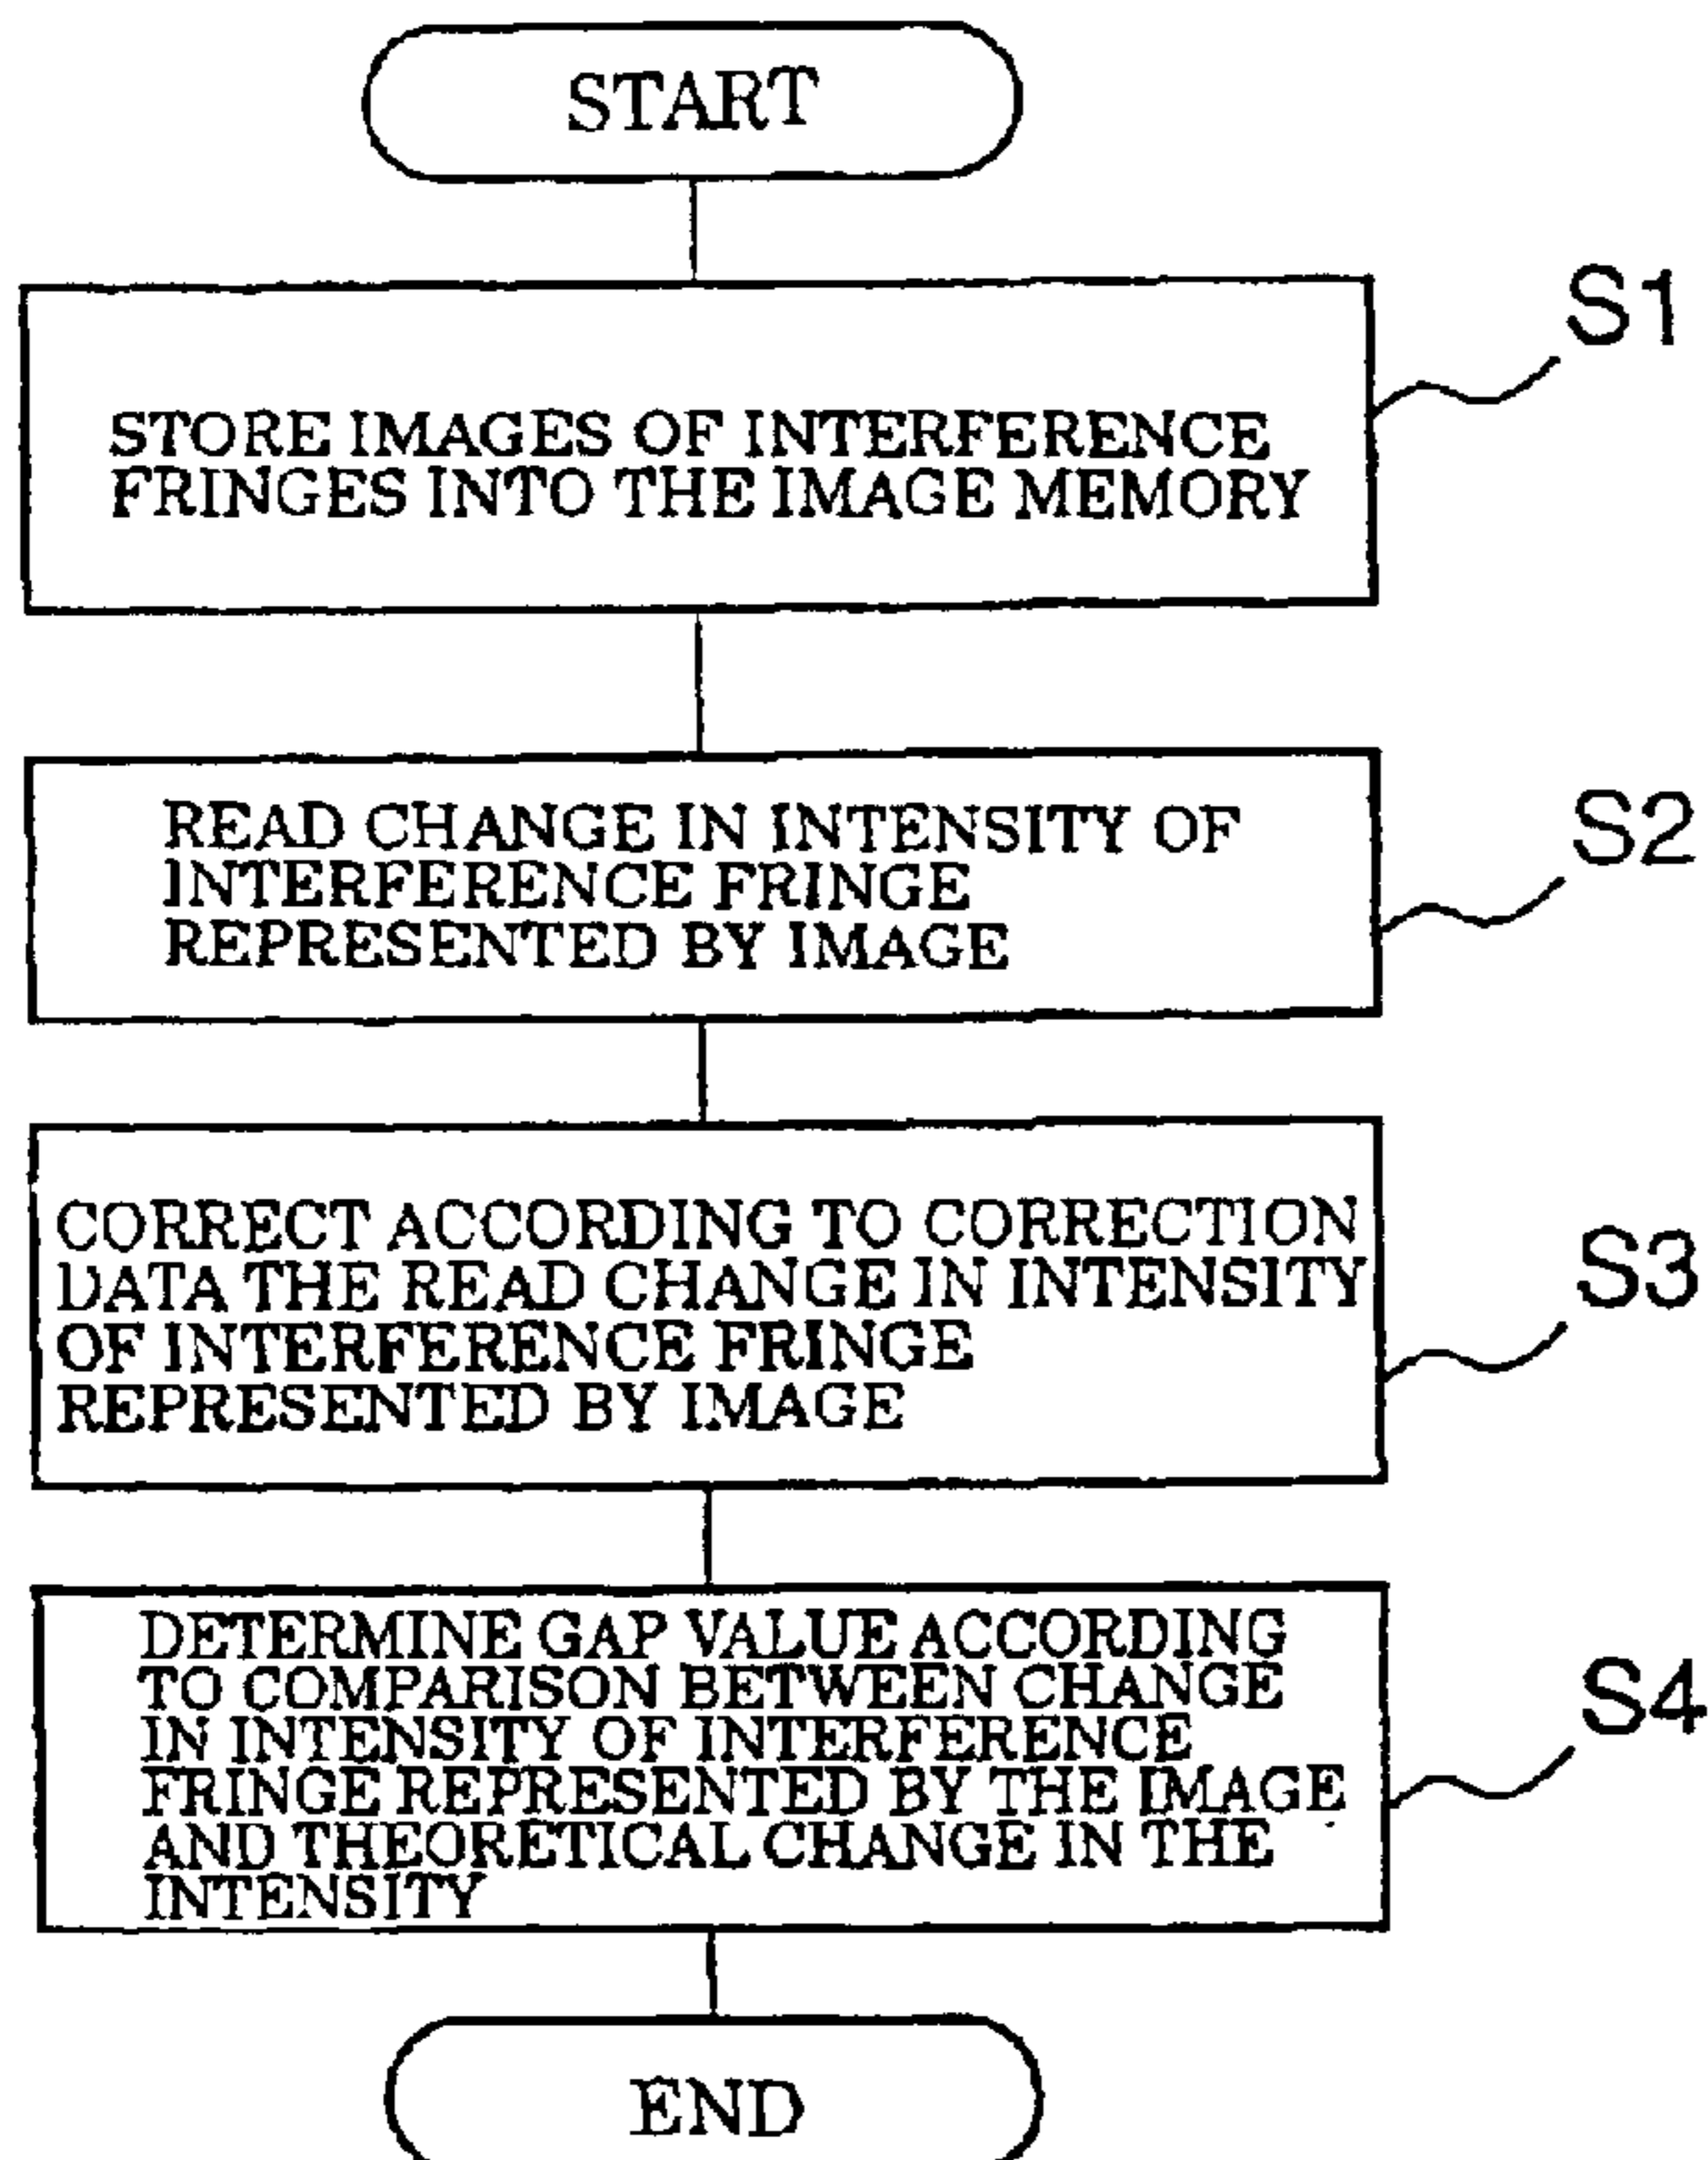 START
S1
STORE IMAGES OF INTERFERENCE
FRINGES INTO THE IMAGE MEMORY
S2
READ CHANGE IN INTENSITY OF
INTERFERENCE FRINGE
REPRESENTED BY IMAGE
S3
CORRECT ACCORDING TO CORRECTION
DATA THE READ CHANGE IN INTENSITY
OF INTERFERENCE FRINGE
REPRESENTED BY IMAGE
S4
DETERMINE GAP VALUE ACCORDING
TO COMPARISON BETWEEN CHANGE
IN INTENSITY OF INTERFERENCE
FRINGE REPRESENTED BY THE IMAGE
AND THEORETICAL CHANGE IN THE
INTENSITY
END